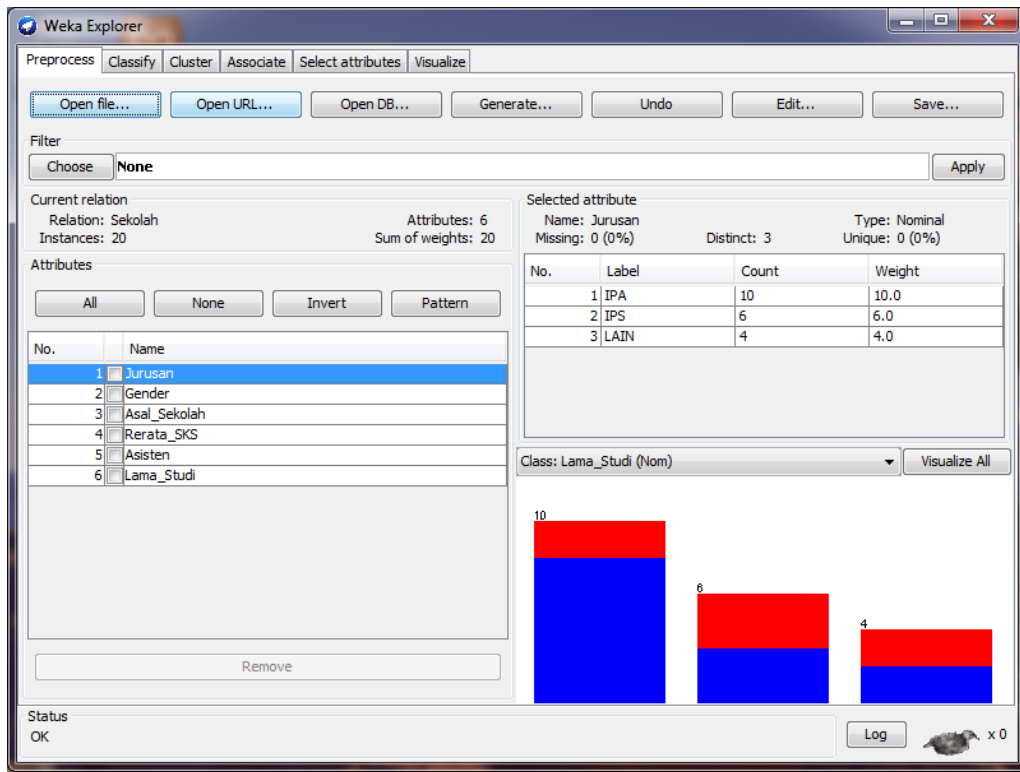 Weka Explorer
Preprocess Classify Cluster Associate Select attributes Visualize
Open file... Open URL... Open DB... Generate... Undo Edit... Save...
Filter
Choose None Apply
Current relation
Relation: Sekolah Attributes: 6
Instances: 20 Sum of weights: 20
Attributes
All None Invert Pattern
No. Name
1 Jurusan
2 Gender
3 Asal_Sekolah
4 Rerata_SKS
5 Asisten
6 Lama_Studi
Remove
Selected attribute
Name: Jurusan Type: Nominal
Missing: 0 (0%) Distinct: 3 Unique: 0 (0%)
No. Label Count Weight
1 IPA 10 10.0
2 IPS 6 6.0
3 LAIN 4 4.0
Class: Lama_Studi (Nom) Visualize All
10
6
4
Status
OK Log x 0